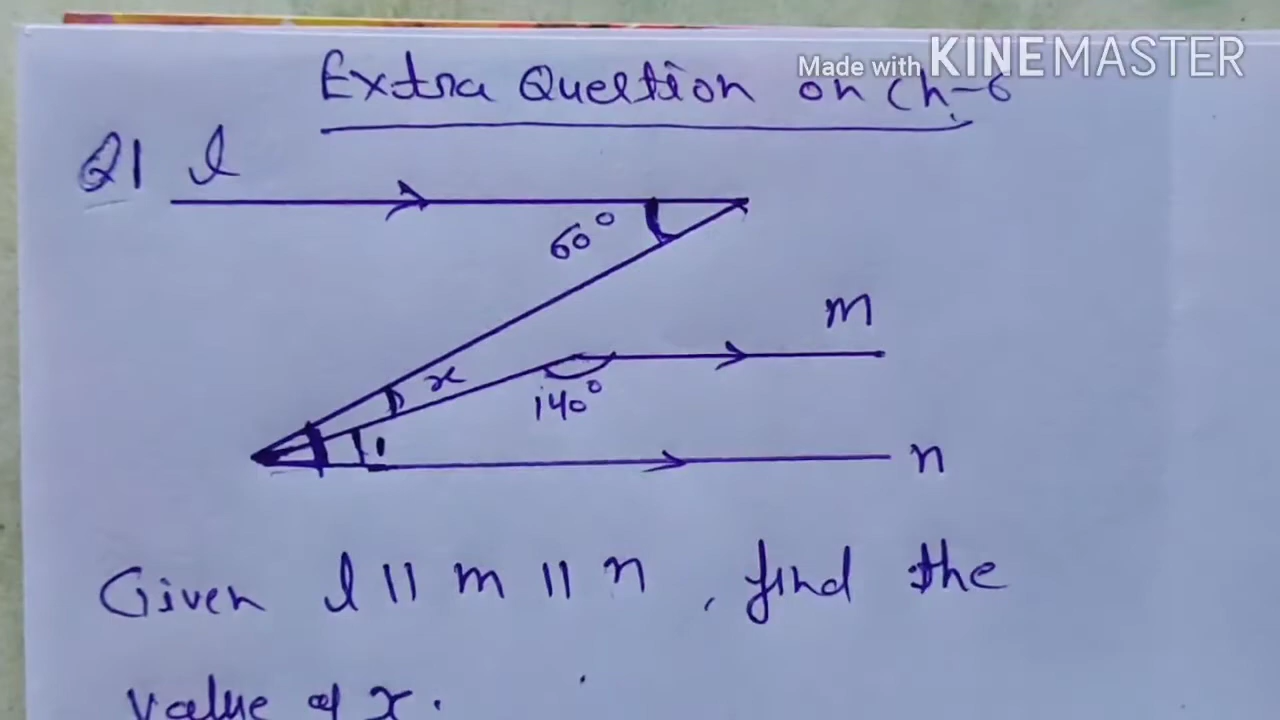 Made with KINEMASTER
Extra Question on Ch-6
Q1 l
60°
m
x
140°
1
n
Given l || m || n, find the
value of x.